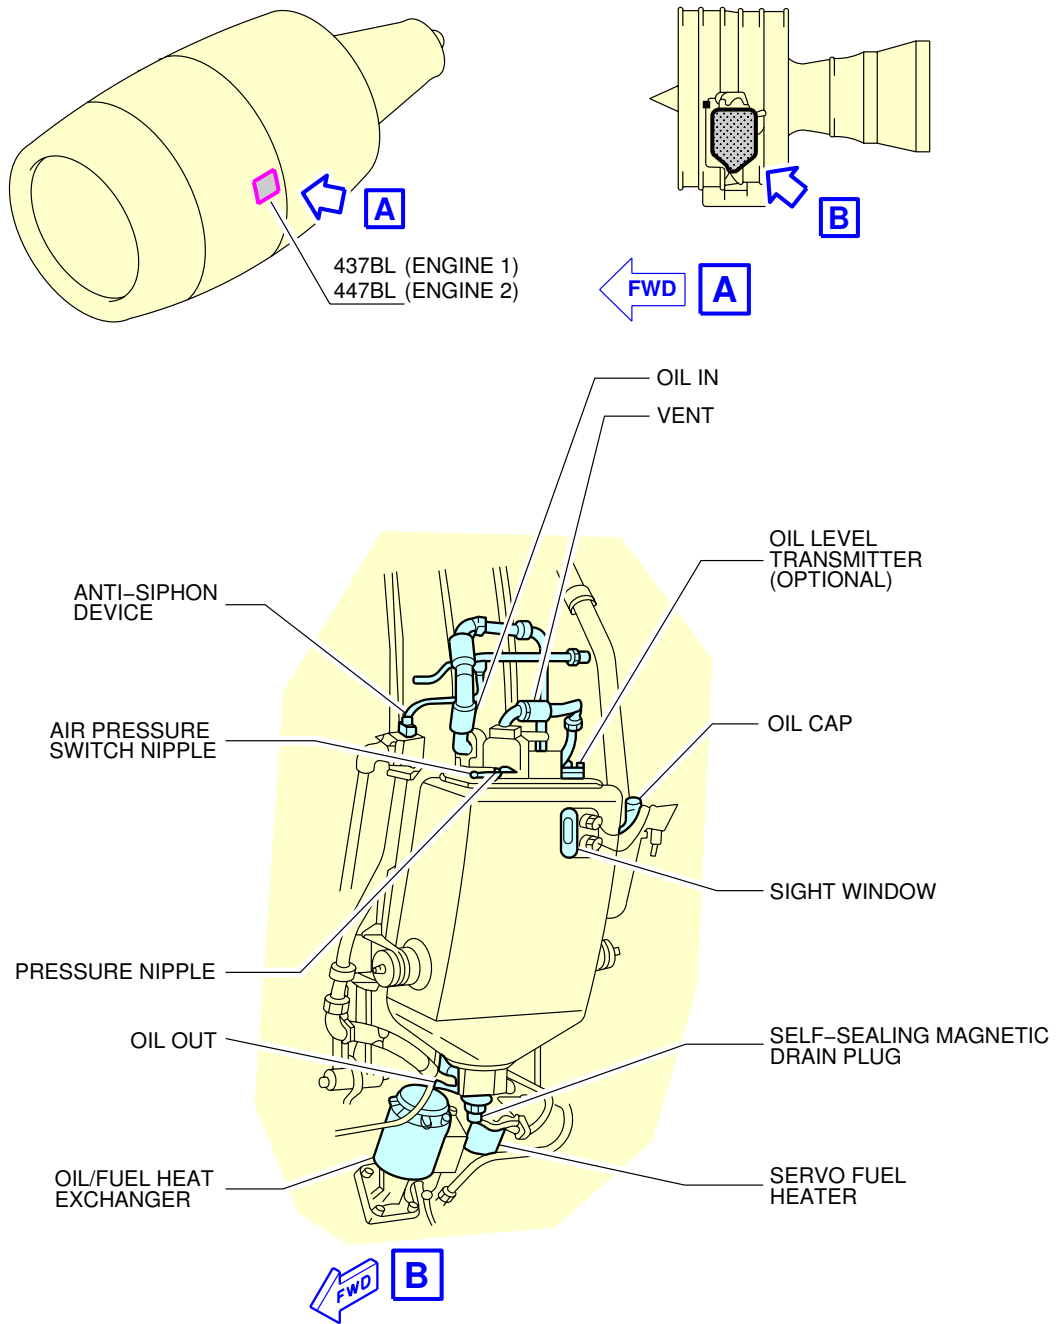 A
B
437BL (ENGINE 1)
447BL (ENGINE 2)
FWD
A
OIL IN
VENT
OIL LEVEL
TRANSMITTER
(OPTIONAL)
ANTI–SIPHON
DEVICE
AIR PRESSURE
SWITCH NIPPLE
OIL CAP
SIGHT WINDOW
PRESSURE NIPPLE
OIL OUT
SELF–SEALING MAGNETIC
DRAIN PLUG
OIL/FUEL HEAT
EXCHANGER
SERVO FUEL
HEATER
FWD
B